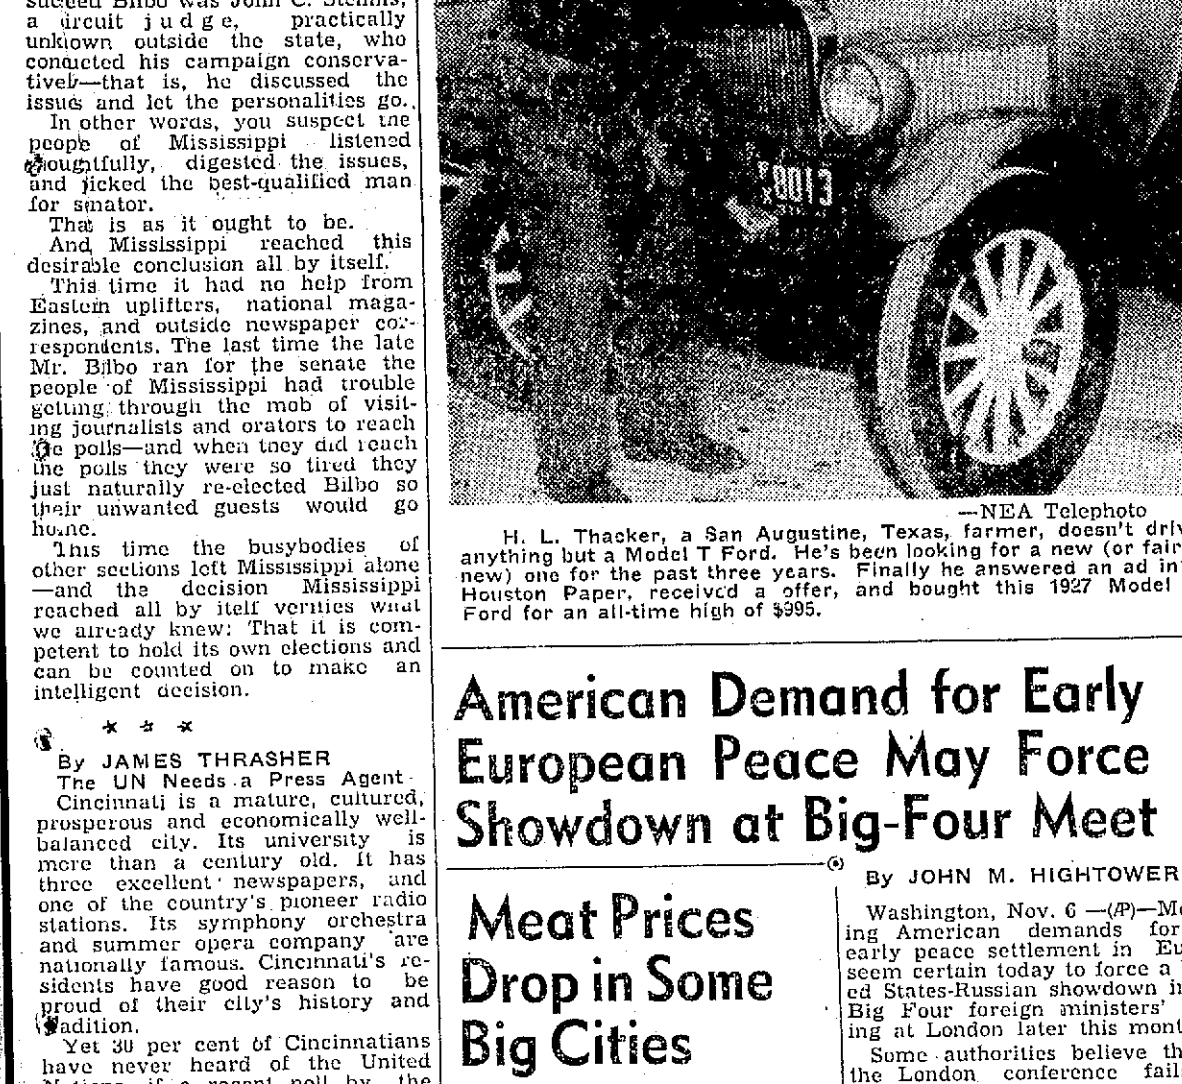 succeed Bilbo was John C. Stennis,
a circuit judge, practically
unknown outside the state, who
conducted his campaign conserva-
tively—that is, he discussed the
issues and let the personalities go.
In other words, you suspect the
people of Mississippi listened
thoughtfully, digested the issues,
and picked the best-qualified man
for senator.
That is as it ought to be.
And Mississippi reached this
desirable conclusion all by itself.
This time it had no help from
Eastern uplifters, national maga-
zines, and outside newspaper cor-
respondents. The last time the late
Mr. Bilbo ran for the senate the
people of Mississippi had trouble
getting through the mob of visit-
ing journalists and orators to reach
the polls—and when they did reach
the polls they were so tired they
just naturally re-elected Bilbo so
their unwanted guests would go
home.
This time the busybodies of
other sections left Mississippi alone
—and the decision Mississippi
reached all by itelf verifies what
we already knew: That it is com-
petent to hold its own elections and
can be counted on to make an
intelligent decision.
* * *
By JAMES THRASHER
The UN Needs a Press Agent
Cincinnati is a mature, cultured,
prosperous and economically well-
balanced city. Its university is
more than a century old. It has
three excellent newspapers, and
one of the country's pioneer radio
stations. Its symphony orchestra
and summer opera company are
nationally famous. Cincinnati's re-
sidents have good reason to be
proud of their city's history and
tradition.
Yet 30 per cent of Cincinnatians
have never heard of the United
Nations, if a recent poll by the
8013
—NEA Telephoto
H. L. Thacker, a San Augustine, Texas, farmer, doesn't driv
anything but a Model T Ford. He's been looking for a new (or fair
new) one for the past three years. Finally he answered an ad in
Houston Paper, receiv'd a offer, and bought this 1927 Model
Ford for an all-time high of $995.
American Demand for Early
European Peace May Force
Showdown at Big-Four Meet
Meat Prices
Drop in Some
Big Cities
By JOHN M. HIGHTOWER
Washington, Nov. 6 —(AP)—Mo
ing American demands for
early peace settlement in Eu
seem certain today to force a
ed States-Russian showdown in
Big Four foreign ministers'
ing at London later this mont
Some authorities believe th
the London conference fail